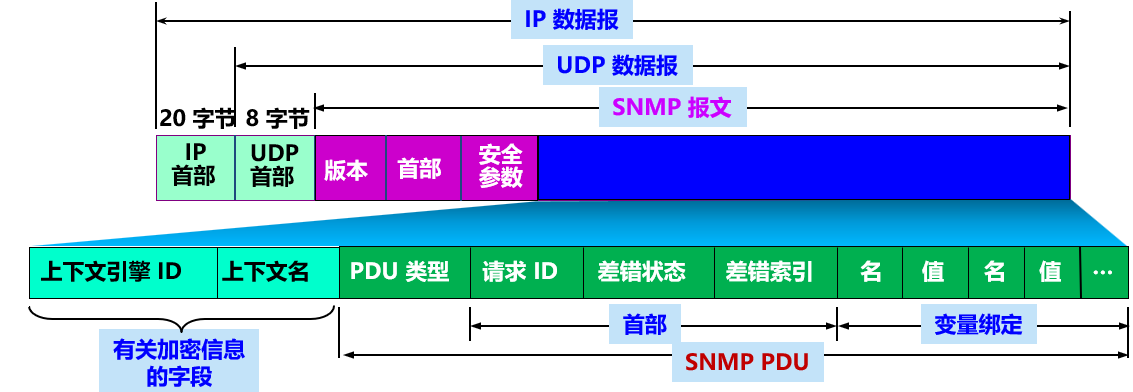 IP 数据报
UDP 数据报
SNMP 报文
20 字节 8 字节
IP
首部
UDP
首部
版本
首部
安全
参数
上下文引擎 ID
上下文名
PDU 类型
请求 ID
差错状态
差错索引
名
值
名
值
...
首部
变量绑定
有关加密信息
的字段
SNMP PDU